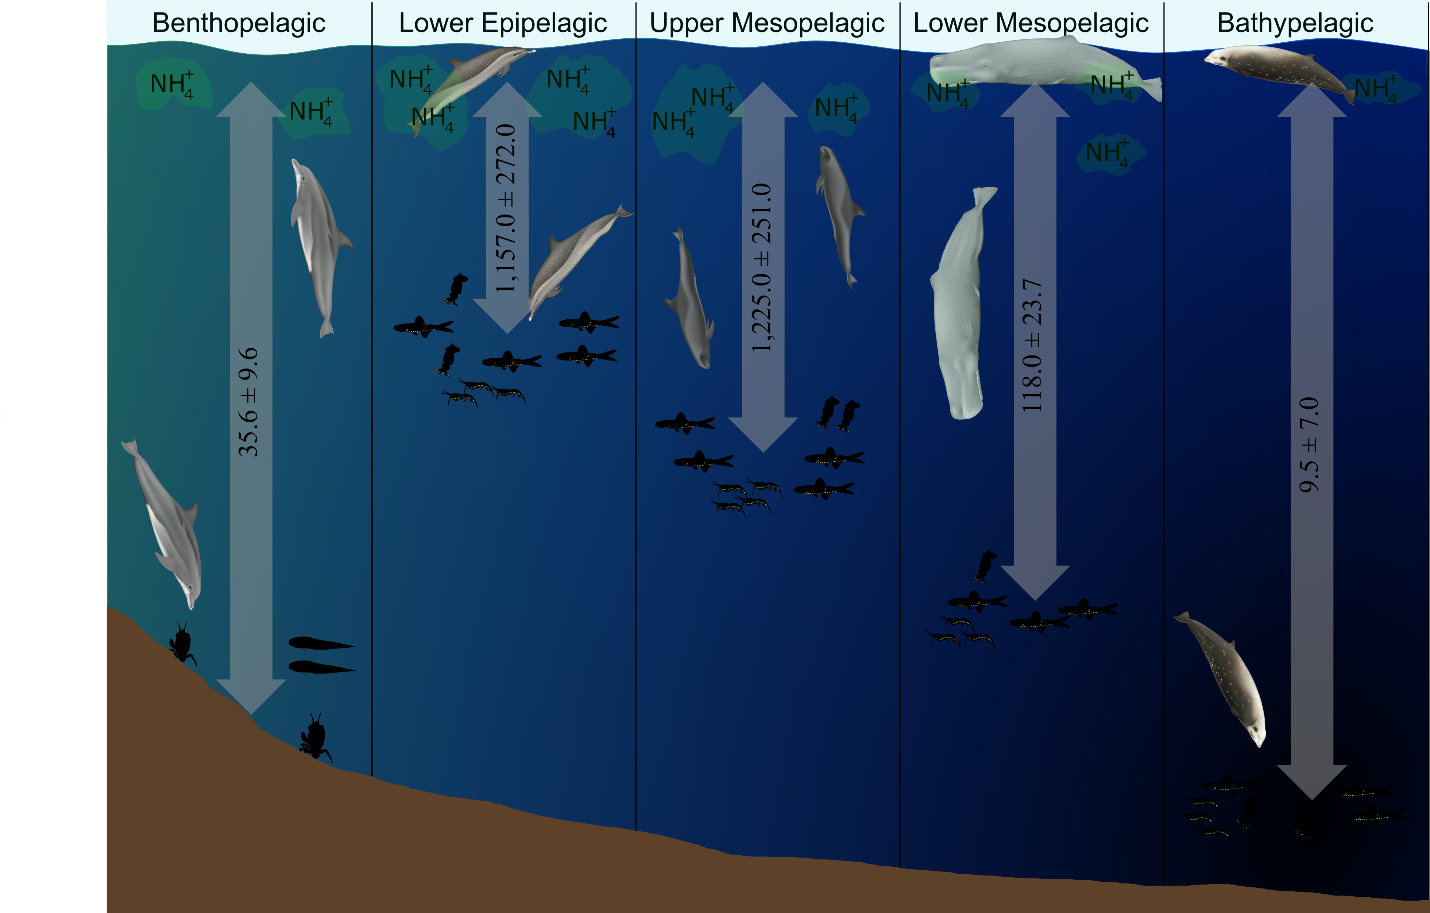 Benthopelagic
Lower Epipelagic
Upper Mesopelagic
Lower Mesopelagic
Bathypelagic
NH4+
NH4+
35.6 ± 9.6
NH4+
NH4+
NH4+
NH4+
1,157.0 ± 272.0
NH4+
NH4+
NH4+
1,225.0 ± 251.0
NH4+
NH4+
NH4+
118.0 ± 23.7
NH4+
9.5 ± 7.0